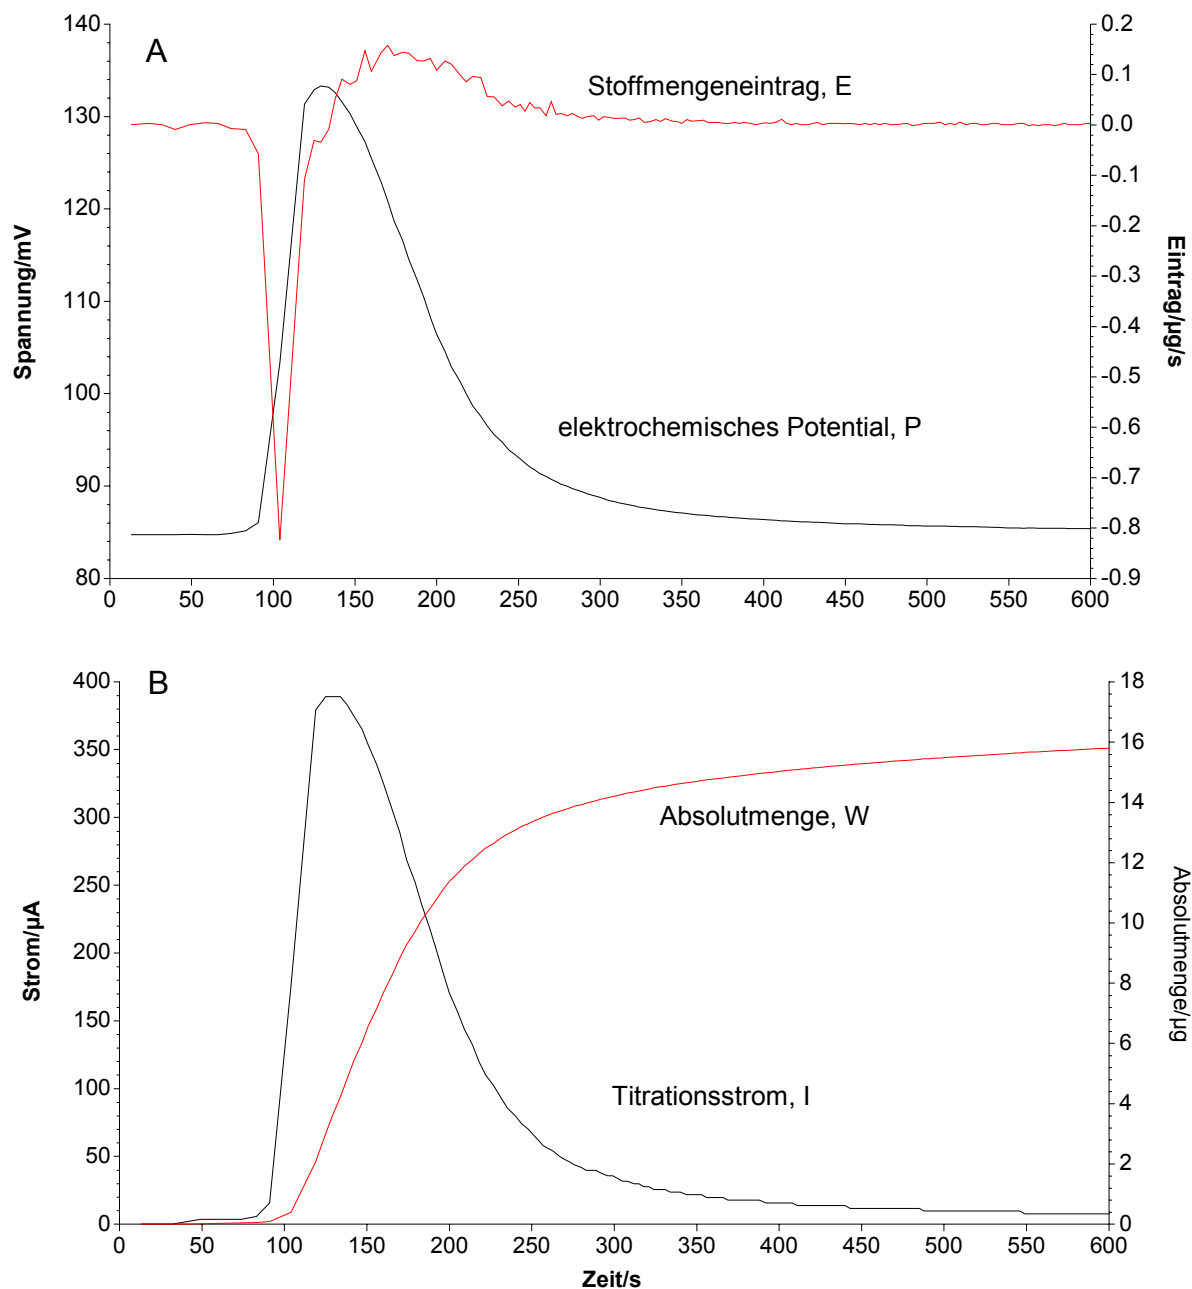 A
140
130
120
110
100
90
80
Spannung/mV
0.2
0.1
0.0
-0.1
-0.2
-0.3
-0.4
-0.5
-0.6
-0.7
-0.8
-0.9
Eintrag/µg/s
Stoffmengeneintrag, E
elektrochemisches Potential, P
0 50 100 150 200 250 300 350 400 450 500 550 600
B
400
350
300
250
200
150
100
50
0
Strom/µA
18
16
14
12
10
8
6
4
2
0
Absolutmenge/µg
Absolutmenge, W
Titrationsstrom, I
0 50 100 150 200 250 300 350 400 450 500 550 600
Zeit/s